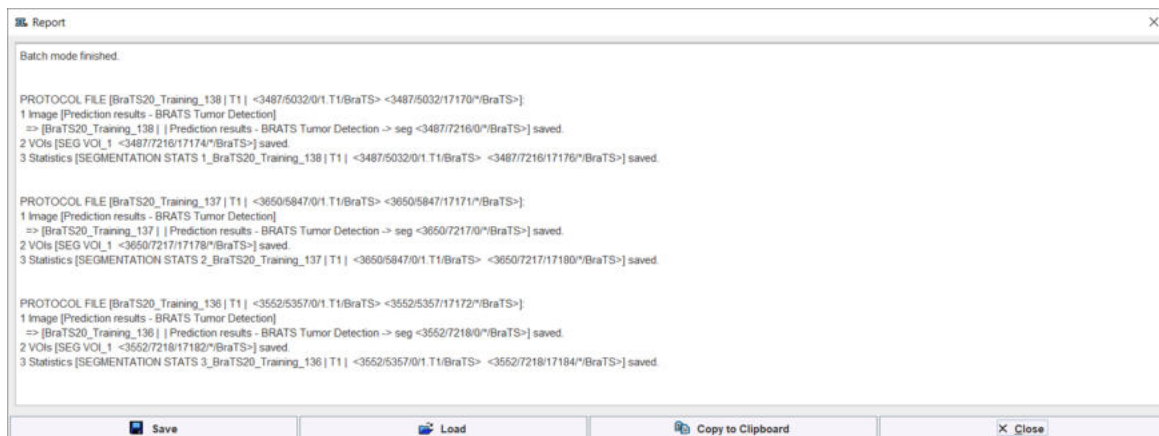 Report
Batch mode finished.
PROTOCOL FILE [BraTS20_Training_138 | T1 | <3487/5032/0/1.T1/BraTS> <3487/5032/17170/*/BraTS>]:
1 Image [Prediction results - BRATS Tumor Detection]
=> [BraTS20_Training_138 | | Prediction results - BRATS Tumor Detection -> seg <3487/7216/0/*/BraTS>] saved.
2 VOIs [SEG VOI_1 <3487/7216/17174/*/BraTS>] saved.
3 Statistics [SEGMENTATION STATS 1_BraTS20_Training_138 | T1 | <3487/5032/0/1.T1/BraTS> <3487/7216/17176/*/BraTS>] saved.
PROTOCOL FILE [BraTS20_Training_137 | T1 | <3650/5847/0/1.T1/BraTS> <3650/5847/17171/*/BraTS>]:
1 Image [Prediction results - BRATS Tumor Detection]
=> [BraTS20_Training_137 | | Prediction results - BRATS Tumor Detection -> seg <3650/7217/0/*/BraTS>] saved.
2 VOIs [SEG VOI_1 <3650/7217/17178/*/BraTS>] saved.
3 Statistics [SEGMENTATION STATS 2_BraTS20_Training_137 | T1 | <3650/5847/0/1.T1/BraTS> <3650/7217/17180/*/BraTS>] saved.
PROTOCOL FILE [BraTS20_Training_136 | T1 | <3552/5357/0/1.T1/BraTS> <3552/5357/17172/*/BraTS>]:
1 Image [Prediction results - BRATS Tumor Detection]
=> [BraTS20_Training_136 | | Prediction results - BRATS Tumor Detection -> seg <3552/7218/0/*/BraTS>] saved.
2 VOIs [SEG VOI_1 <3552/7218/17182/*/BraTS>] saved.
3 Statistics [SEGMENTATION STATS 3_BraTS20_Training_136 | T1 | <3552/5357/0/1.T1/BraTS> <3552/7218/17184/*/BraTS>] saved.
Save Load Copy to Clipboard Close